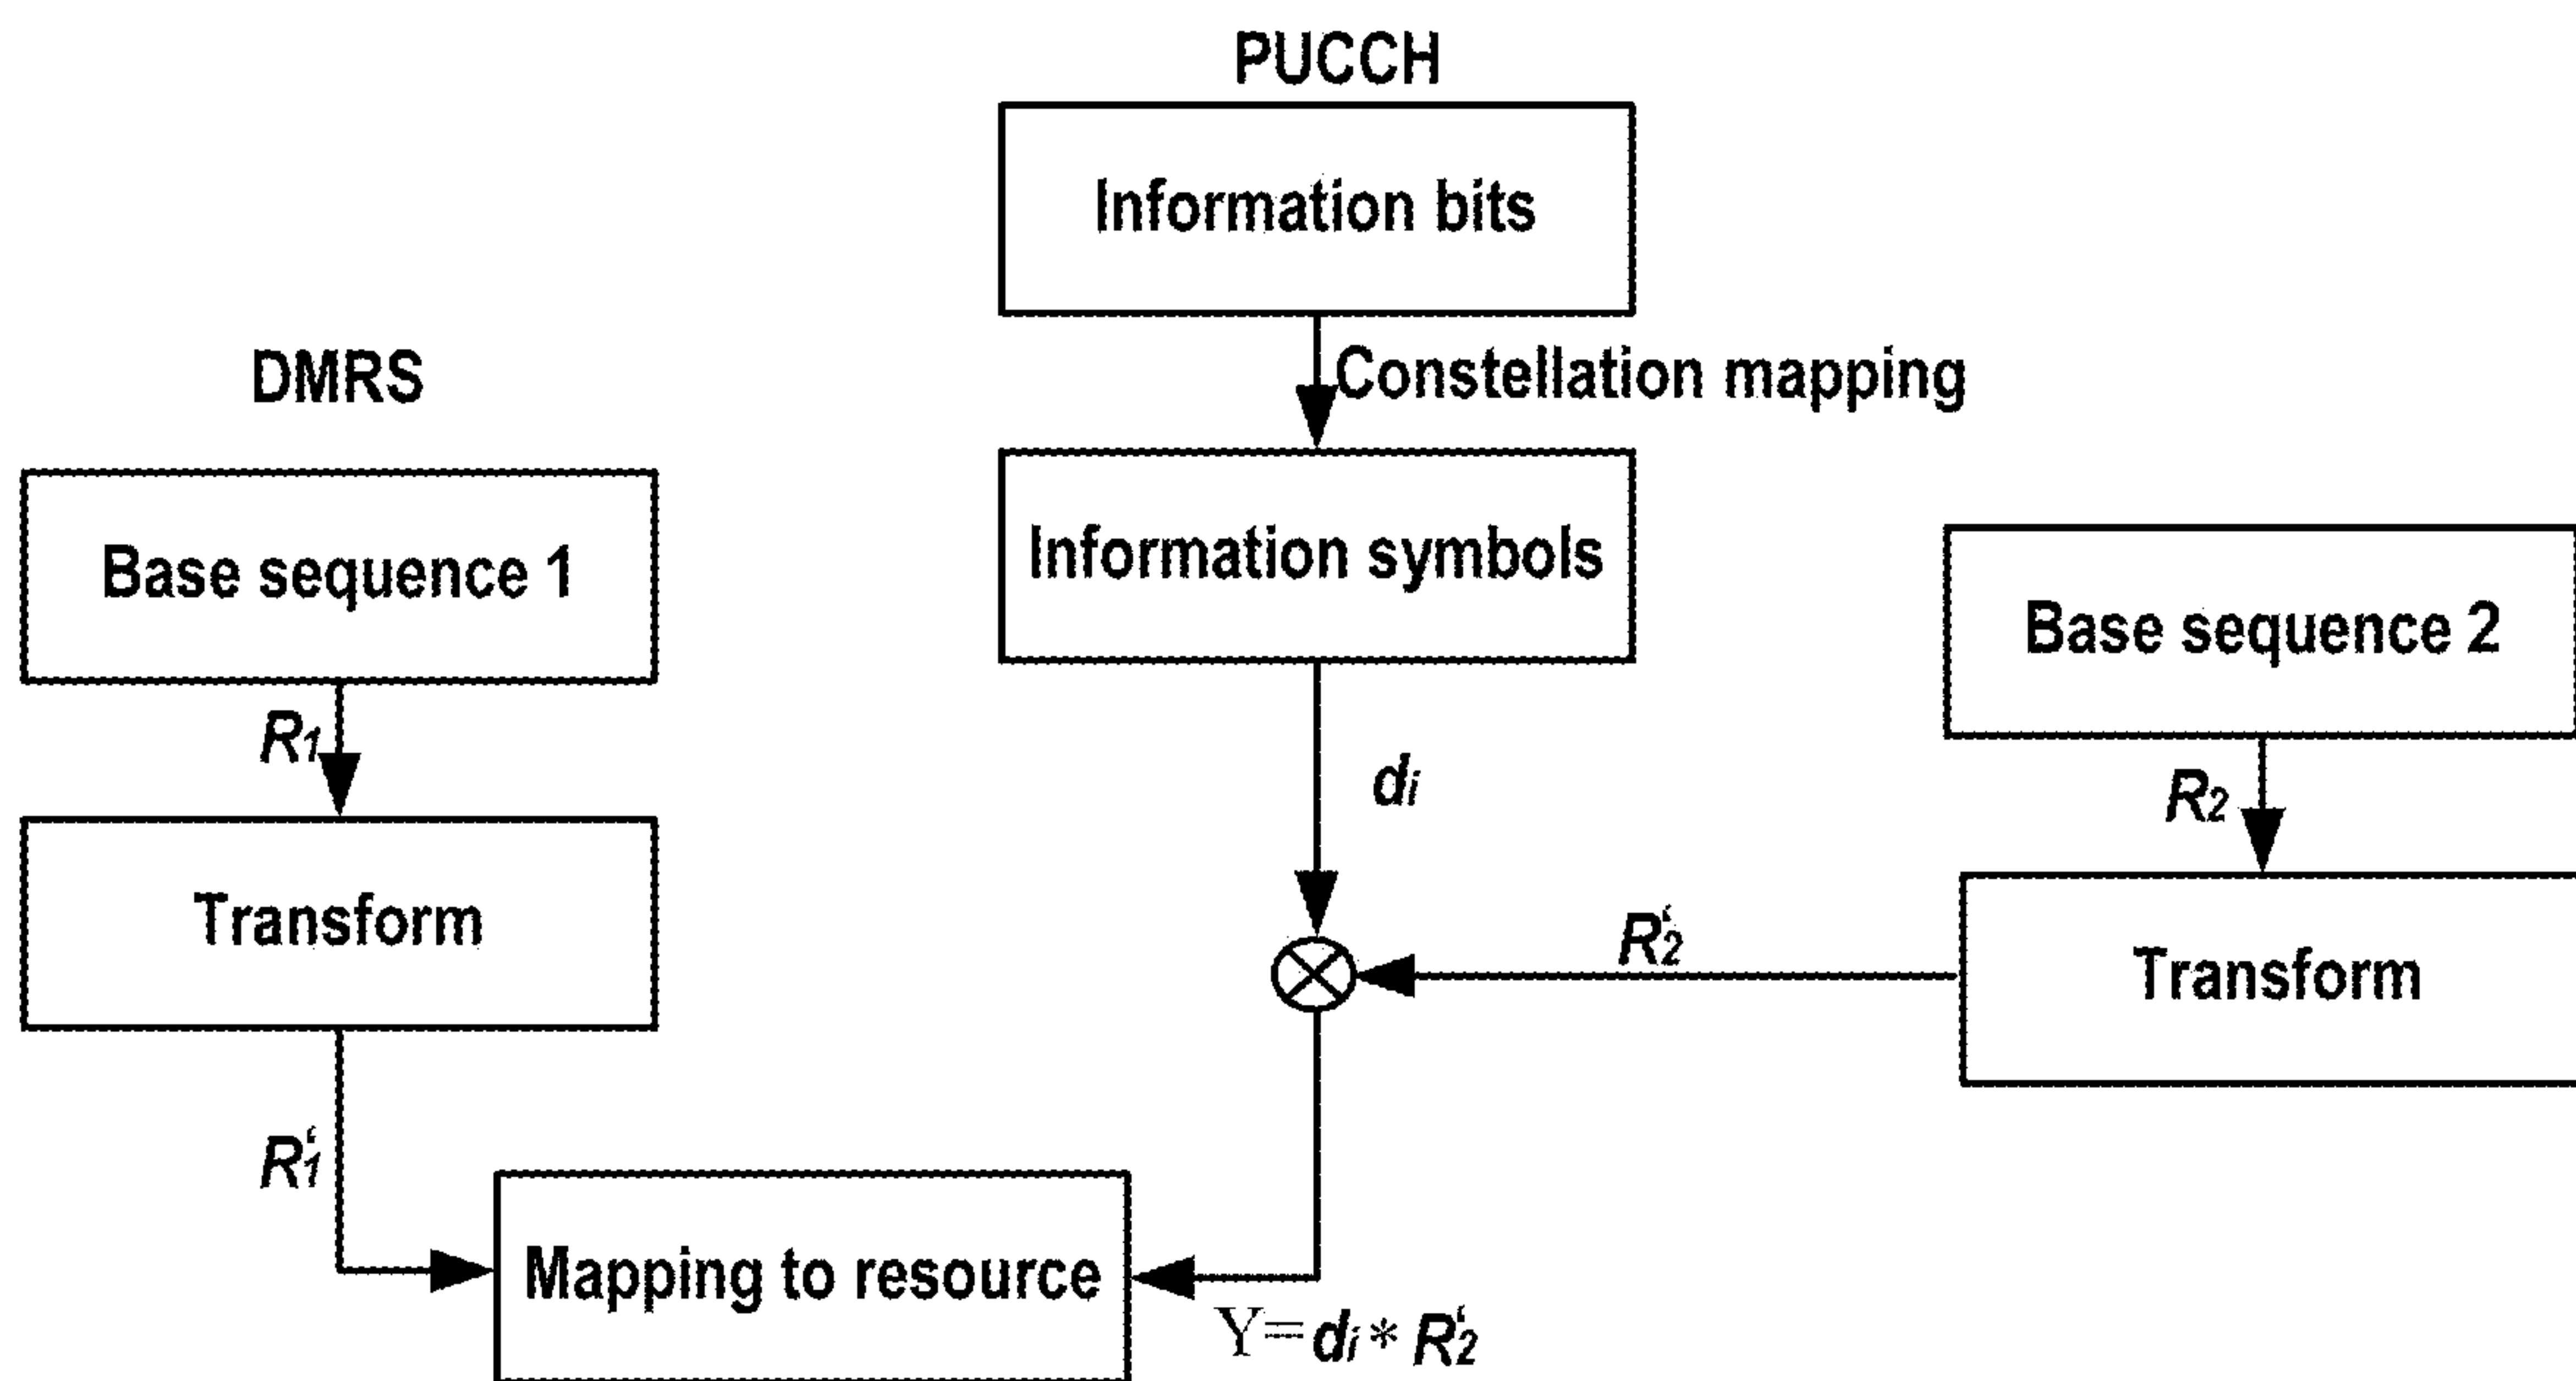 PUCCH
Information bits
Constellation mapping
DMRS
Base sequence 1
Information symbols
Base sequence 2
R1
di
R2
Transform
R'2
Transform
R'1
Mapping to resource
Y=di*R'2